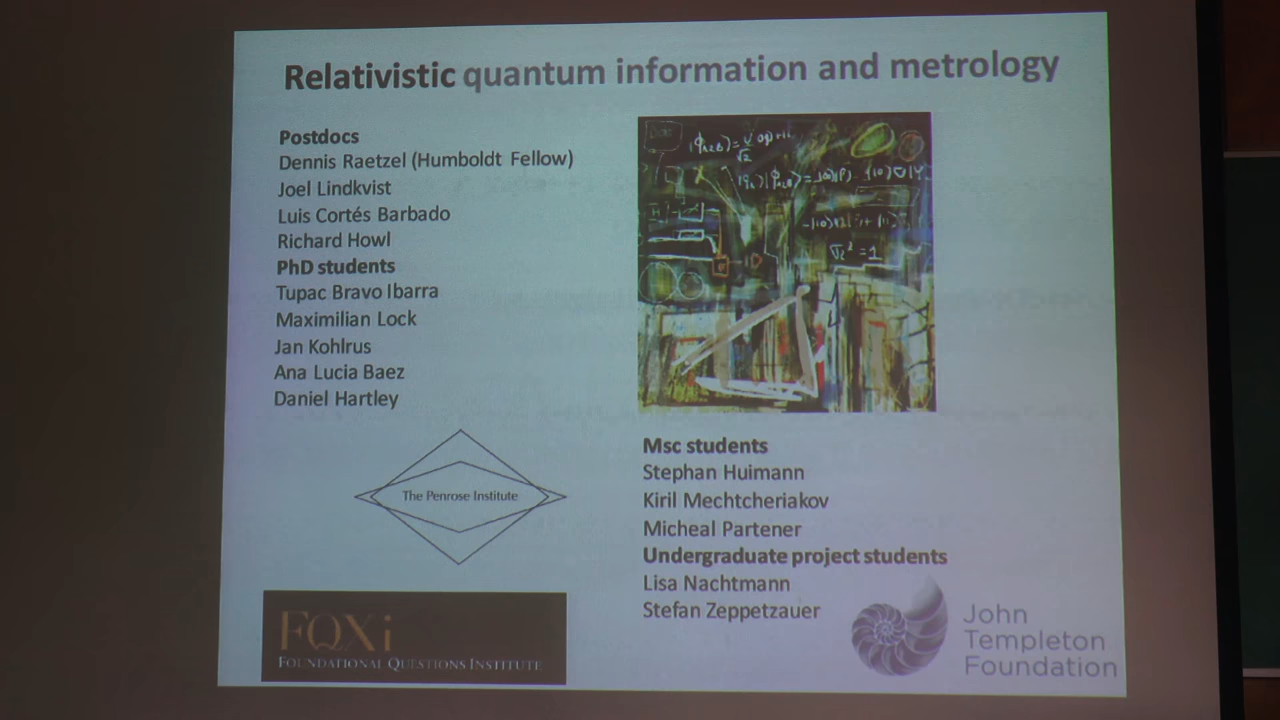 Relativistic quantum information and metrology
Postdocs
Dennis Raetzel (Humboldt Fellow)
Joel Lindkvist
Luis Cortés Barbado
Richard Howl
PhD students
Tupac Bravo Ibarra
Maximilian Lock
Jan Kohlrus
Ana Lucia Baez
Daniel Hartley
The Penrose Institute
FQXi
FOUNDATIONAL QUESTIONS INSTITUTE
Msc students
Stephan Huimann
Kiril Mechtcheriakov
Micheal Partener
Undergraduate project students
Lisa Nachtmann
Stefan Zeppetzauer
John
Templeton
Foundation